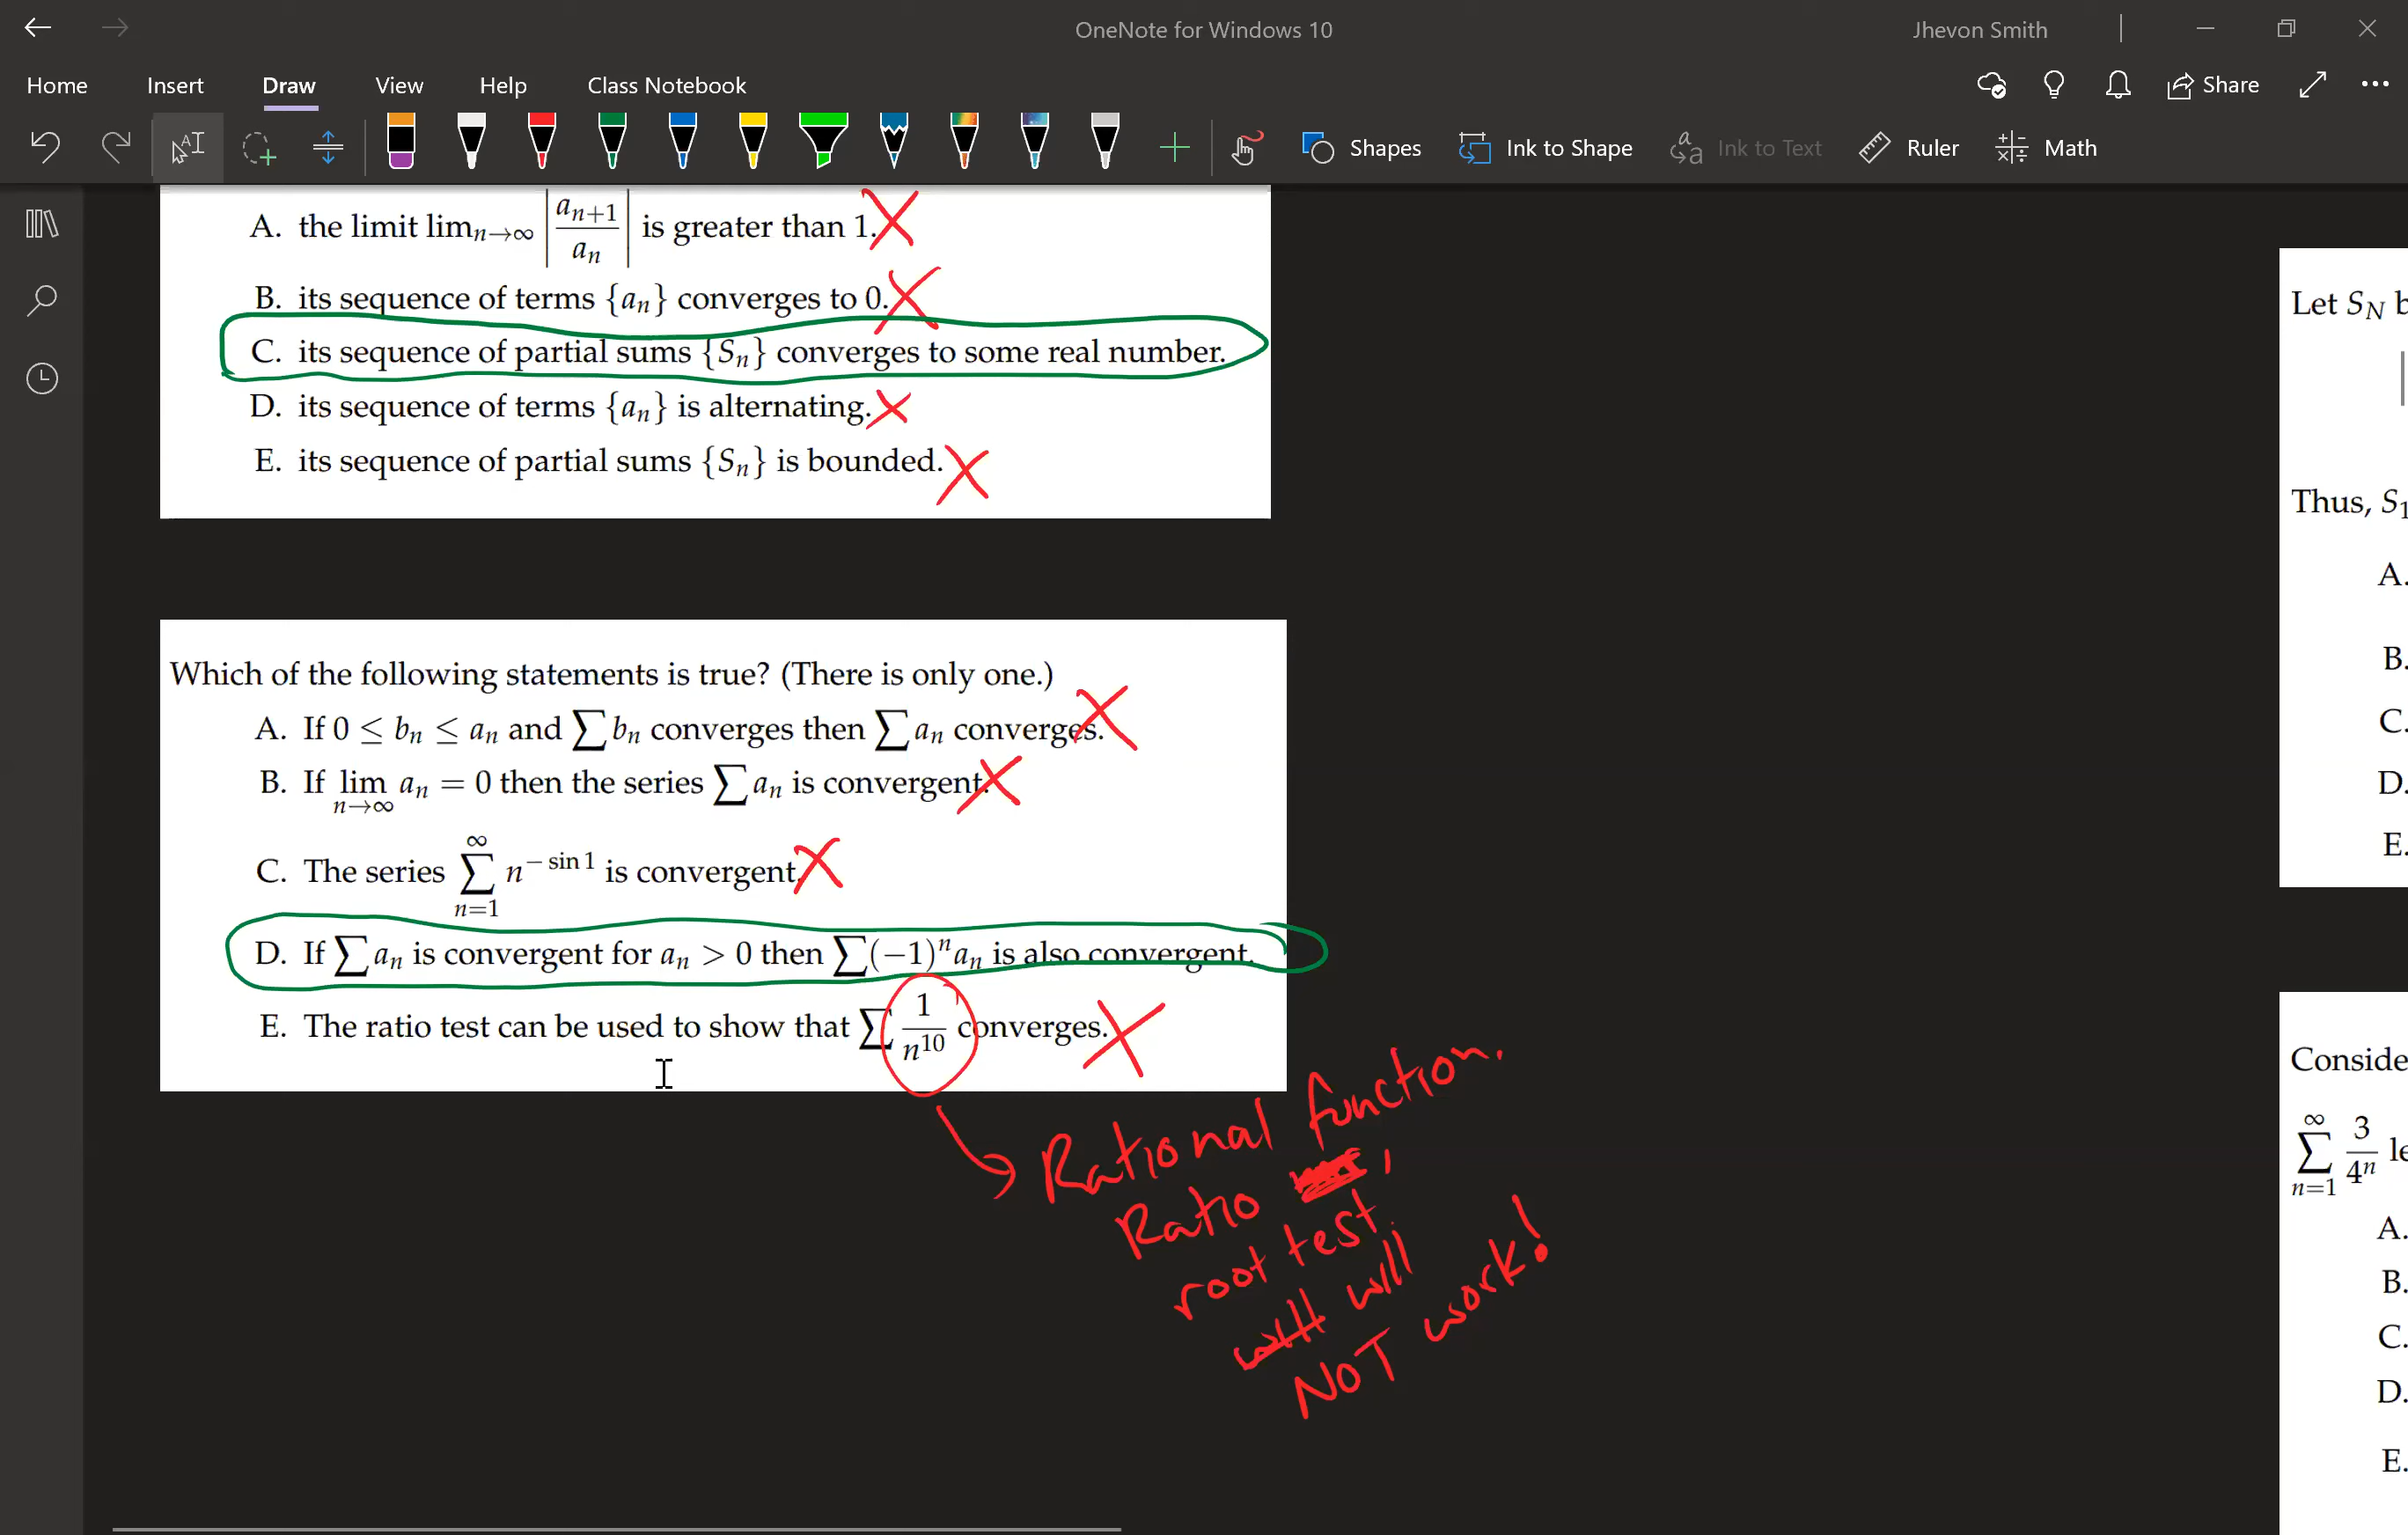 OneNote for Windows 10
Jhevon Smith
Home Insert Draw View Help Class Notebook
Share
Shapes Ink to Shape Ink to Text Ruler Math
A. the limit lim_{n→∞} |a_{n+1}/a_n| is greater than 1.
B. its sequence of terms {a_n} converges to 0.
C. its sequence of partial sums {S_n} converges to some real number.
D. its sequence of terms {a_n} is alternating.
E. its sequence of partial sums {S_n} is bounded.
Which of the following statements is true? (There is only one.)
A. If 0 ≤ b_n ≤ a_n and ∑ b_n converges then ∑ a_n converges.
B. If lim_{n→∞} a_n = 0 then the series ∑ a_n is convergent.
C. The series ∑_{n=1}^{∞} n^{− sin 1} is convergent.
D. If ∑ a_n is convergent for a_n > 0 then ∑(−1)^n a_n is also convergent.
E. The ratio test can be used to show that ∑ 1/n^{10} converges.
Rational function.
Ratio ,
root test.
will
NOT work!
Let S_N b
Thus, S_1
A.
B.
C.
D.
E.
Conside
∑_{n=1}^{∞} 3/4^n le
A.
B.
C.
D.
E.